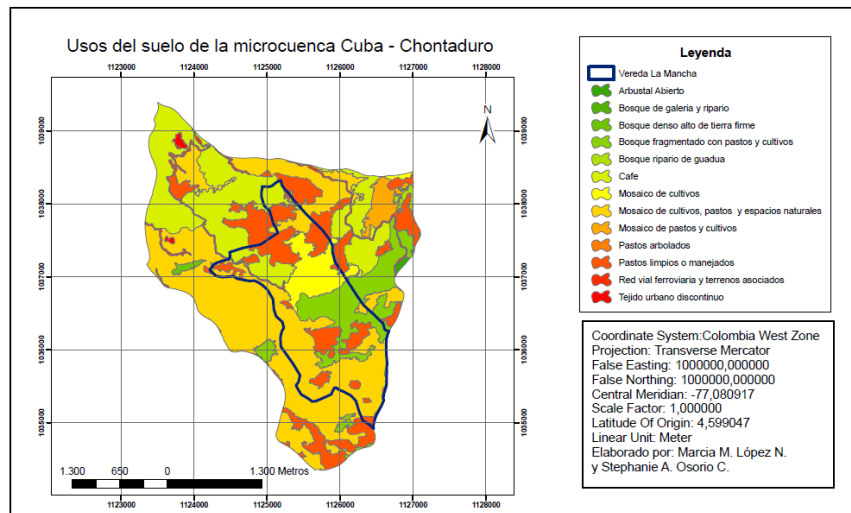 Usos del suelo de la microcuenca Cuba - Chontaduro
1123000 1124000 1125000 1126000 1127000 1128000
N
1039000 1039000
1038000 1038000
1037000 1037000
1036000 1036000
1035000 1035000
1.300 650 0 1.300 Metros
1123000 1124000 1125000 1126000 1127000 1128000
Leyenda
Vereda La Mancha
Arbustal Abierto
Bosque de galeria y ripario
Bosque denso alto de tierra firme
Bosque fragmentado con pastos y cultivos
Bosque ripario de guadua
Cafe
Mosaico de cultivos
Mosaico de cultivos, pastos y espacios naturales
Mosaico de pastos y cultivos
Pastos arbolados
Pastos limpios o manejados
Red vial ferroviaria y terrenos asociados
Tejido urbano discontinuo
Coordinate System:Colombia West Zone
Projection: Transverse Mercator
False Easting: 1000000,000000
False Northing: 1000000,000000
Central Meridian: -77,080917
Scale Factor: 1,000000
Latitude Of Origin: 4,599047
Linear Unit: Meter
Elaborado por: Marcia M. López N.
y Stephanie A. Osorio C.